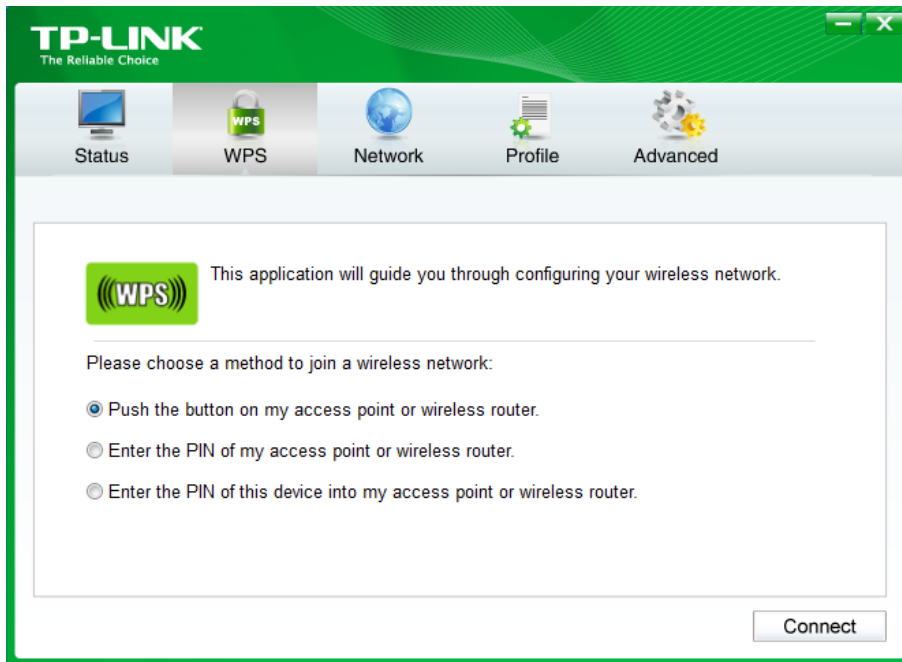 TP-LINK
The Reliable Choice
Status WPS Network Profile Advanced
WPS
(((WPS)))
This application will guide you through configuring your wireless network.
Please choose a method to join a wireless network:
Push the button on my access point or wireless router.
Enter the PIN of my access point or wireless router.
Enter the PIN of this device into my access point or wireless router.
Connect